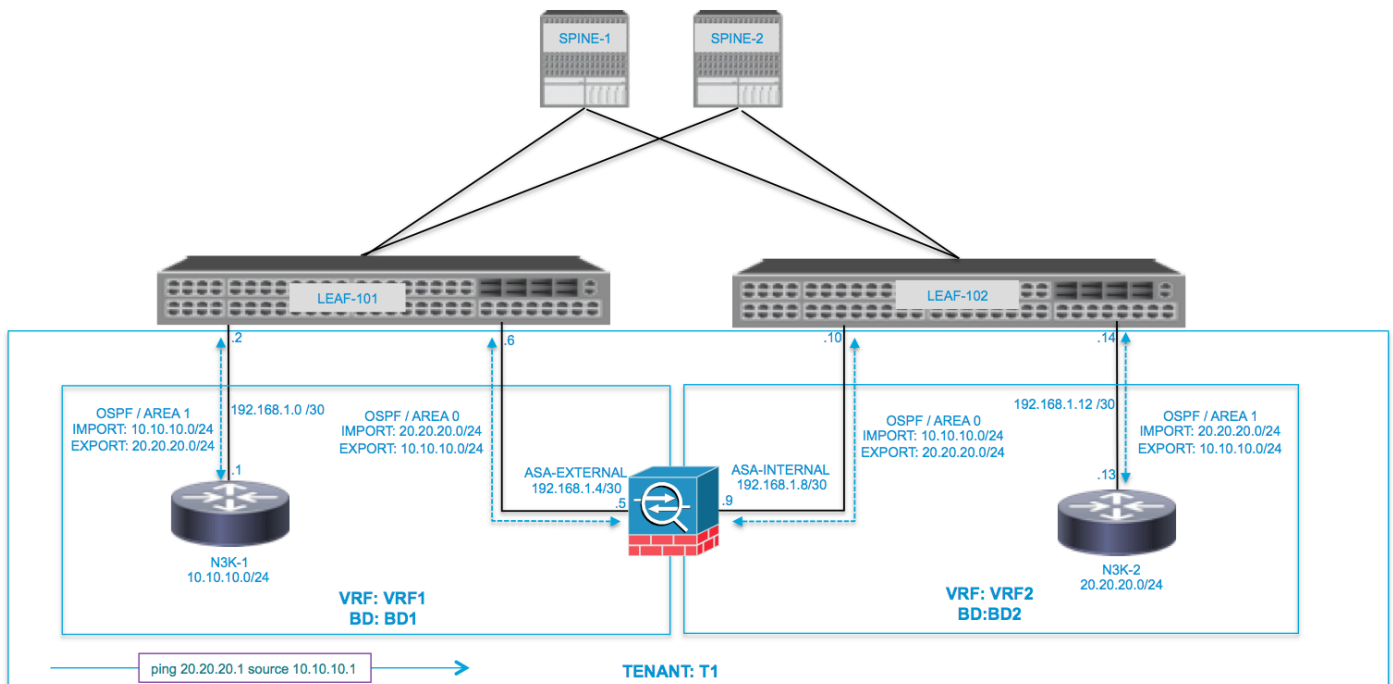 SPINE-1
SPINE-2
LEAF-101
LEAF-102
.2
.6
.10
.14
OSPF / AREA 1
IMPORT: 10.10.10.0/24
EXPORT: 20.20.20.0/24
192.168.1.0 /30
OSPF / AREA 0
IMPORT: 20.20.20.0/24
EXPORT: 10.10.10.0/24
OSPF / AREA 0
IMPORT: 10.10.10.0/24
EXPORT: 20.20.20.0/24
192.168.1.12 /30
OSPF / AREA 1
IMPORT: 20.20.20.0/24
EXPORT: 10.10.10.0/24
.1
ASA-EXTERNAL
192.168.1.4/30
.5
ASA-INTERNAL
192.168.1.8/30
.9
.13
N3K-1
10.10.10.0/24
N3K-2
20.20.20.0/24
VRF: VRF1
BD: BD1
VRF: VRF2
BD:BD2
ping 20.20.20.1 source 10.10.10.1
TENANT: T1